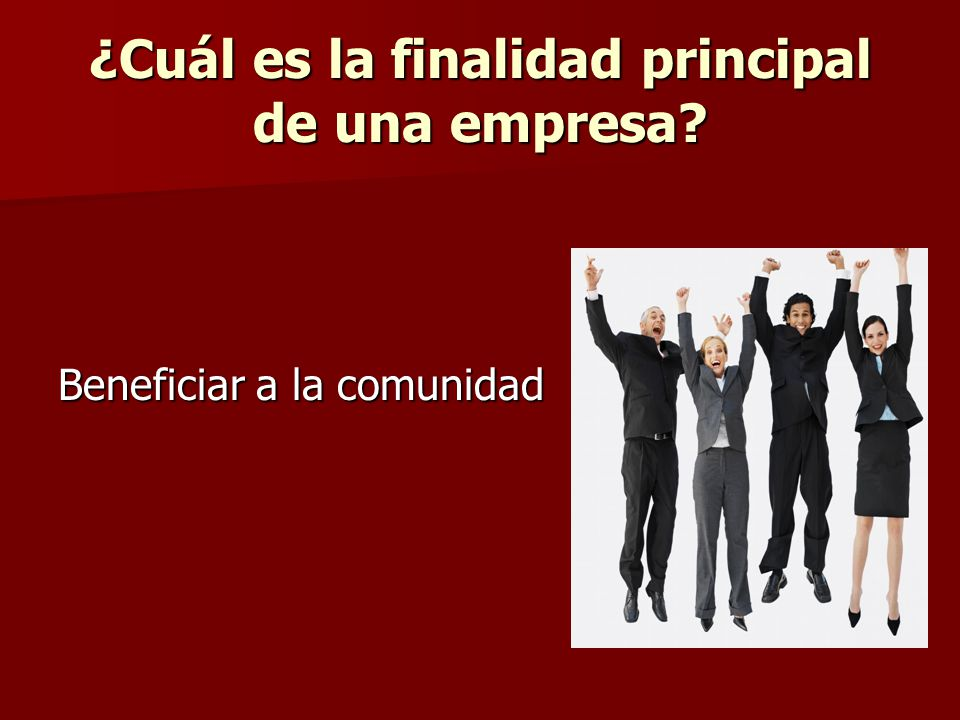 ¿Cuál es la finalidad principal
de una empresa?
Beneficiar a la comunidad